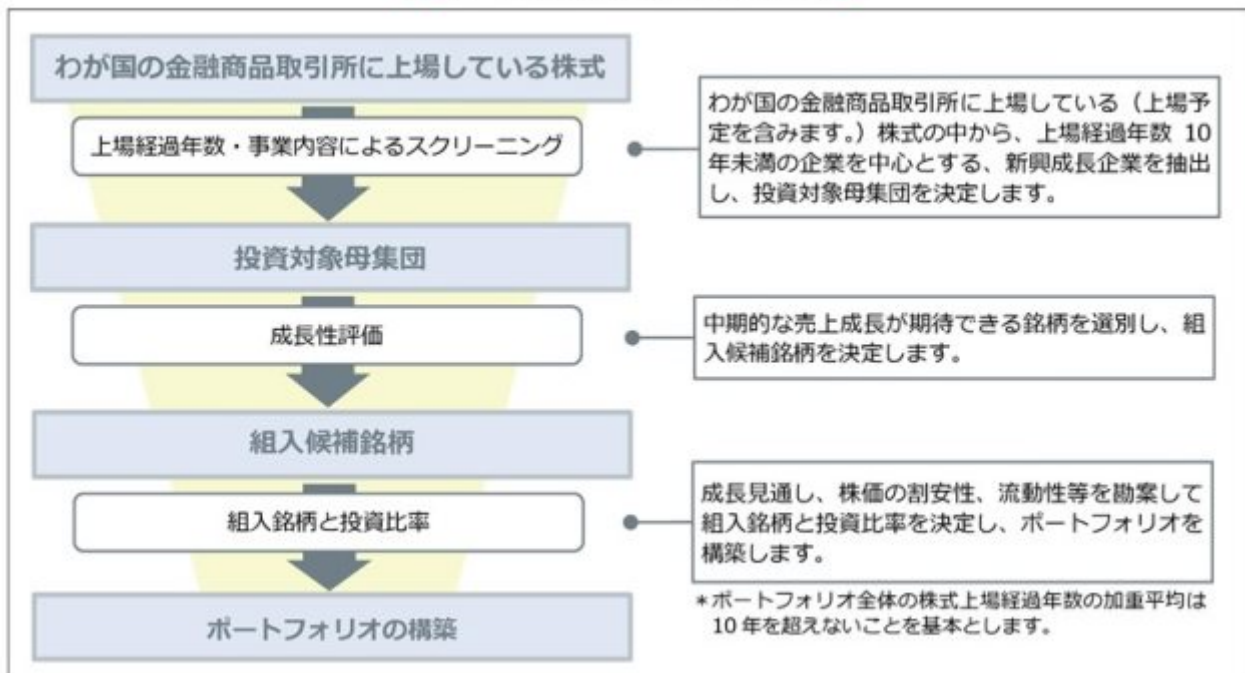 わが国の金融商品取引所に上場している株式
上場経過年数・事業内容によるスクリーニング
わが国の金融商品取引所に上場している（上場予
定を含みます。）株式の中から、上場経過年数 10
年未満の企業を中心とする、新興成長企業を抽出
し、投資対象母集団を決定します。
投資対象母集団
成長性評価
中期的な売上成長が期待できる銘柄を選別し、組
入候補銘柄を決定します。
組入候補銘柄
組入銘柄と投資比率
成長見通し、株価の割安性、流動性等を勘案して
組入銘柄と投資比率を決定し、ポートフォリオを
構築します。
＊ポートフォリオ全体の株式上場経過年数の加重平均は
10 年を超えないことを基本とします。
ポートフォリオの構築